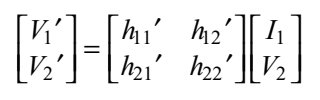 [V₁′] = [h₁₁′ h₁₂′] [I₁]
[V₂′] [h₂₁′ h₂₂′] [V₂]